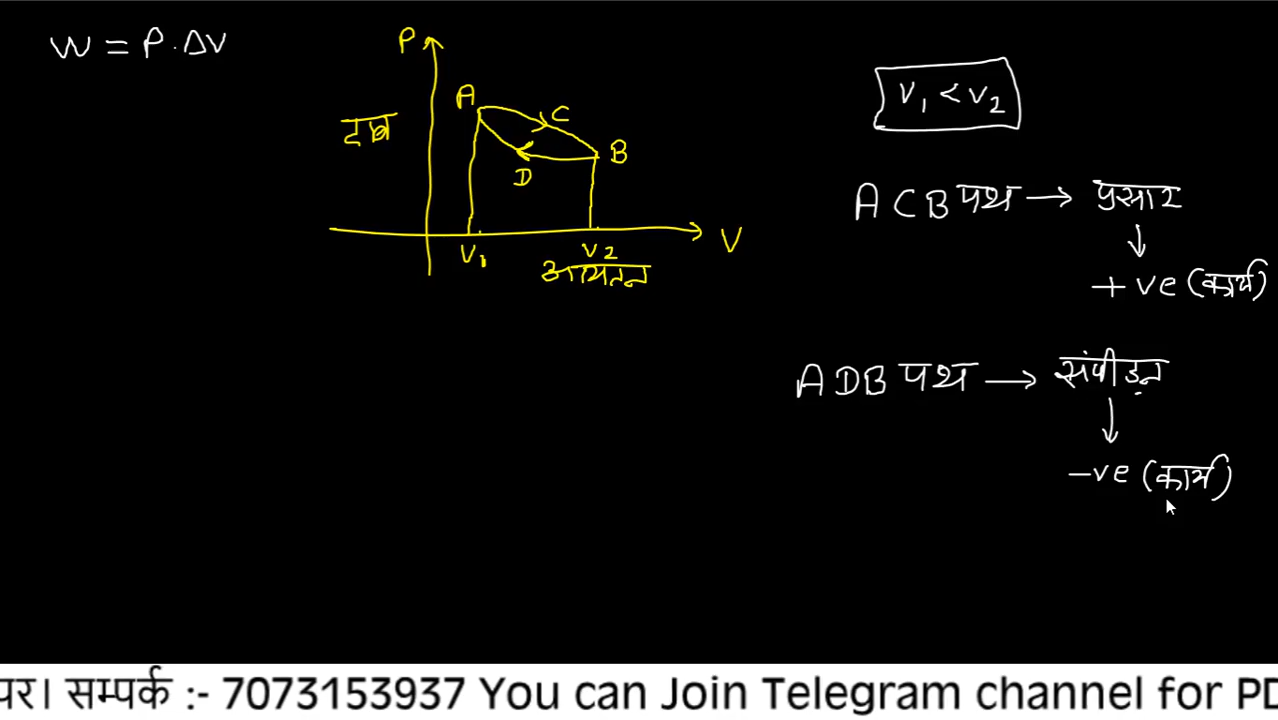 W = P.ΔV
P
A
C
दाब
B
D
V
V₁
V₂
आयतन
V₁ < V₂
ACB पथ → प्रसार
↓
+ve (कार्य)
ADB पथ → संपीडन
↓
-ve (कार्य)
पर। सम्पर्क :- 7073153937 You can Join Telegram channel for PD